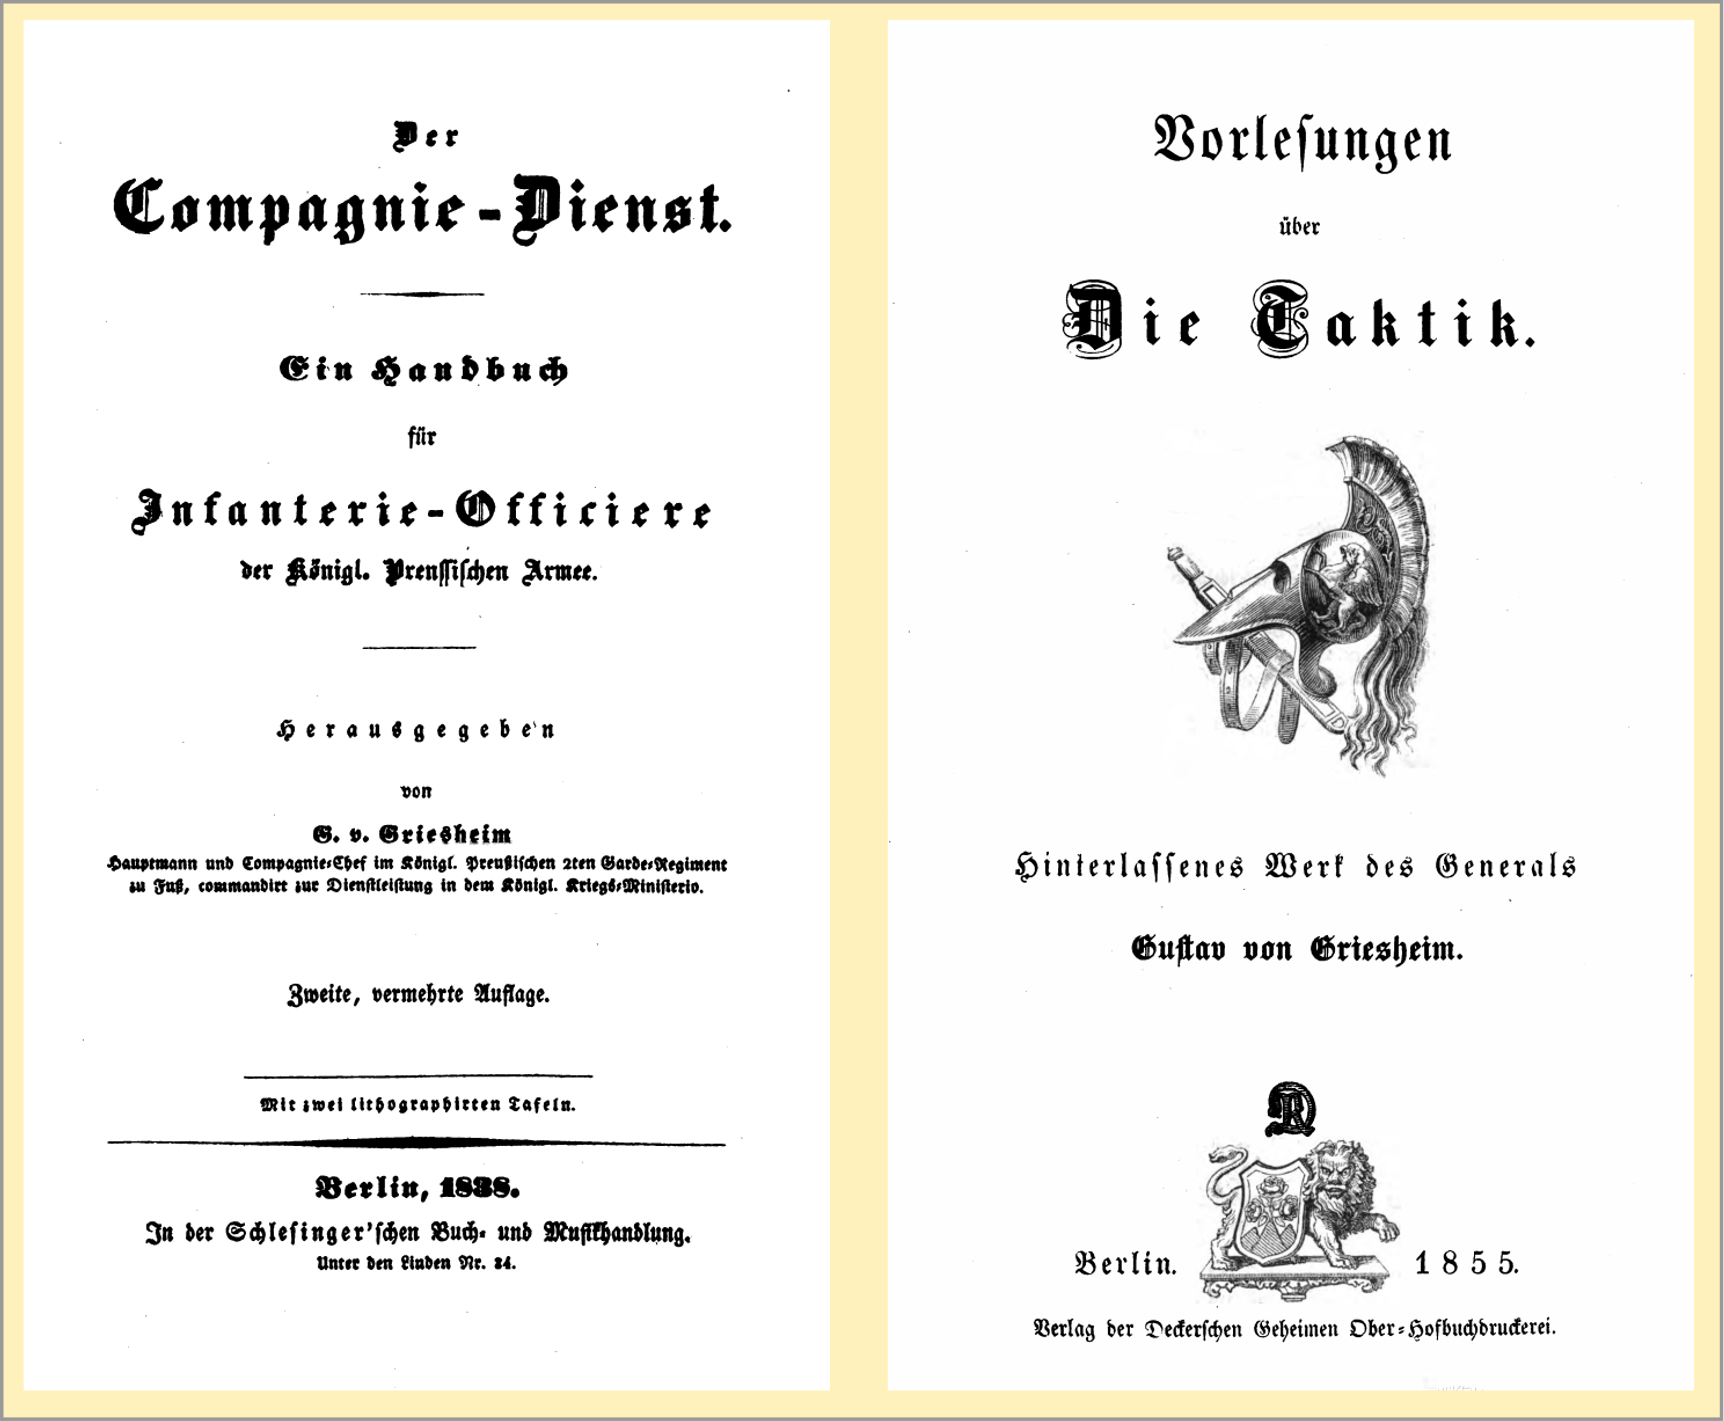 Der
Compagnie-Dienst.
Ein Handbuch
für
Infanterie-Officiere
der Königl. Preussischen Armee.
Herausgegeben
von
G. v. Griesheim
Hauptmann und Compagnie-Chef im Königl. Preußischen 2ten Garde-Regiment
zu Fuß, commandirt zur Dienstleistung in dem Königl. Kriegs-Ministerio.
Zweite, vermehrte Auflage.
Mit zwei lithographirten Tafeln.
Berlin, 1838.
In der Schlesinger'schen Buch- und Musikhandlung.
Unter den Linden Nr. 34.
Vorlesungen
über
Die Taktik.
Hinterlassenes Werk des Generals
Gustav von Griesheim.
Berlin. 1855.
Verlag der Deckerschen Geheimen Ober-Hofbuchdruckerei.